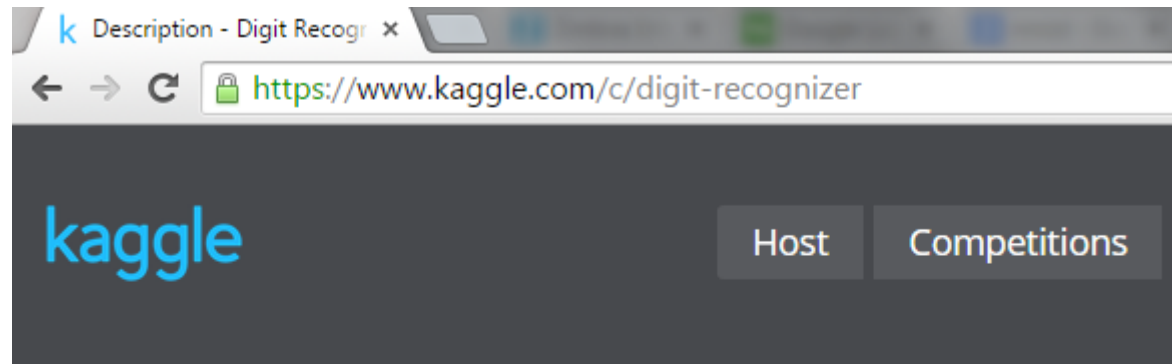 k Description - Digit Recogr
https://www.kaggle.com/c/digit-recognizer
kaggle Host Competitions